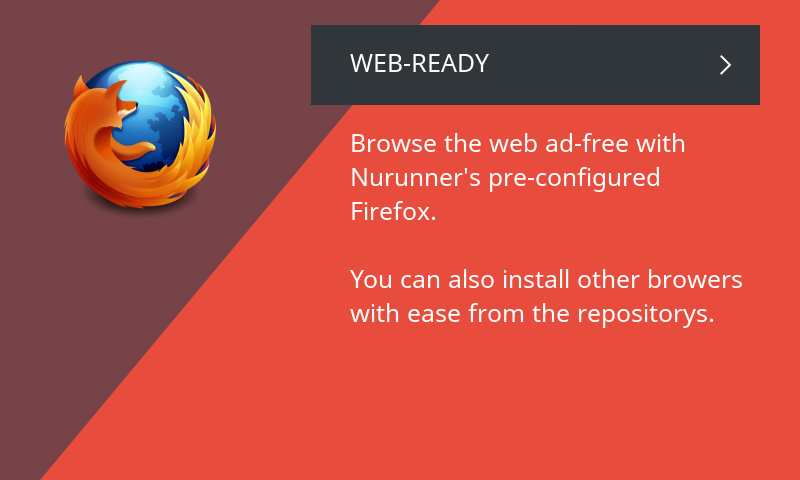 WEB-READY
Browse the web ad-free with
Nurunner's pre-configured
Firefox.
You can also install other browers
with ease from the repositorys.